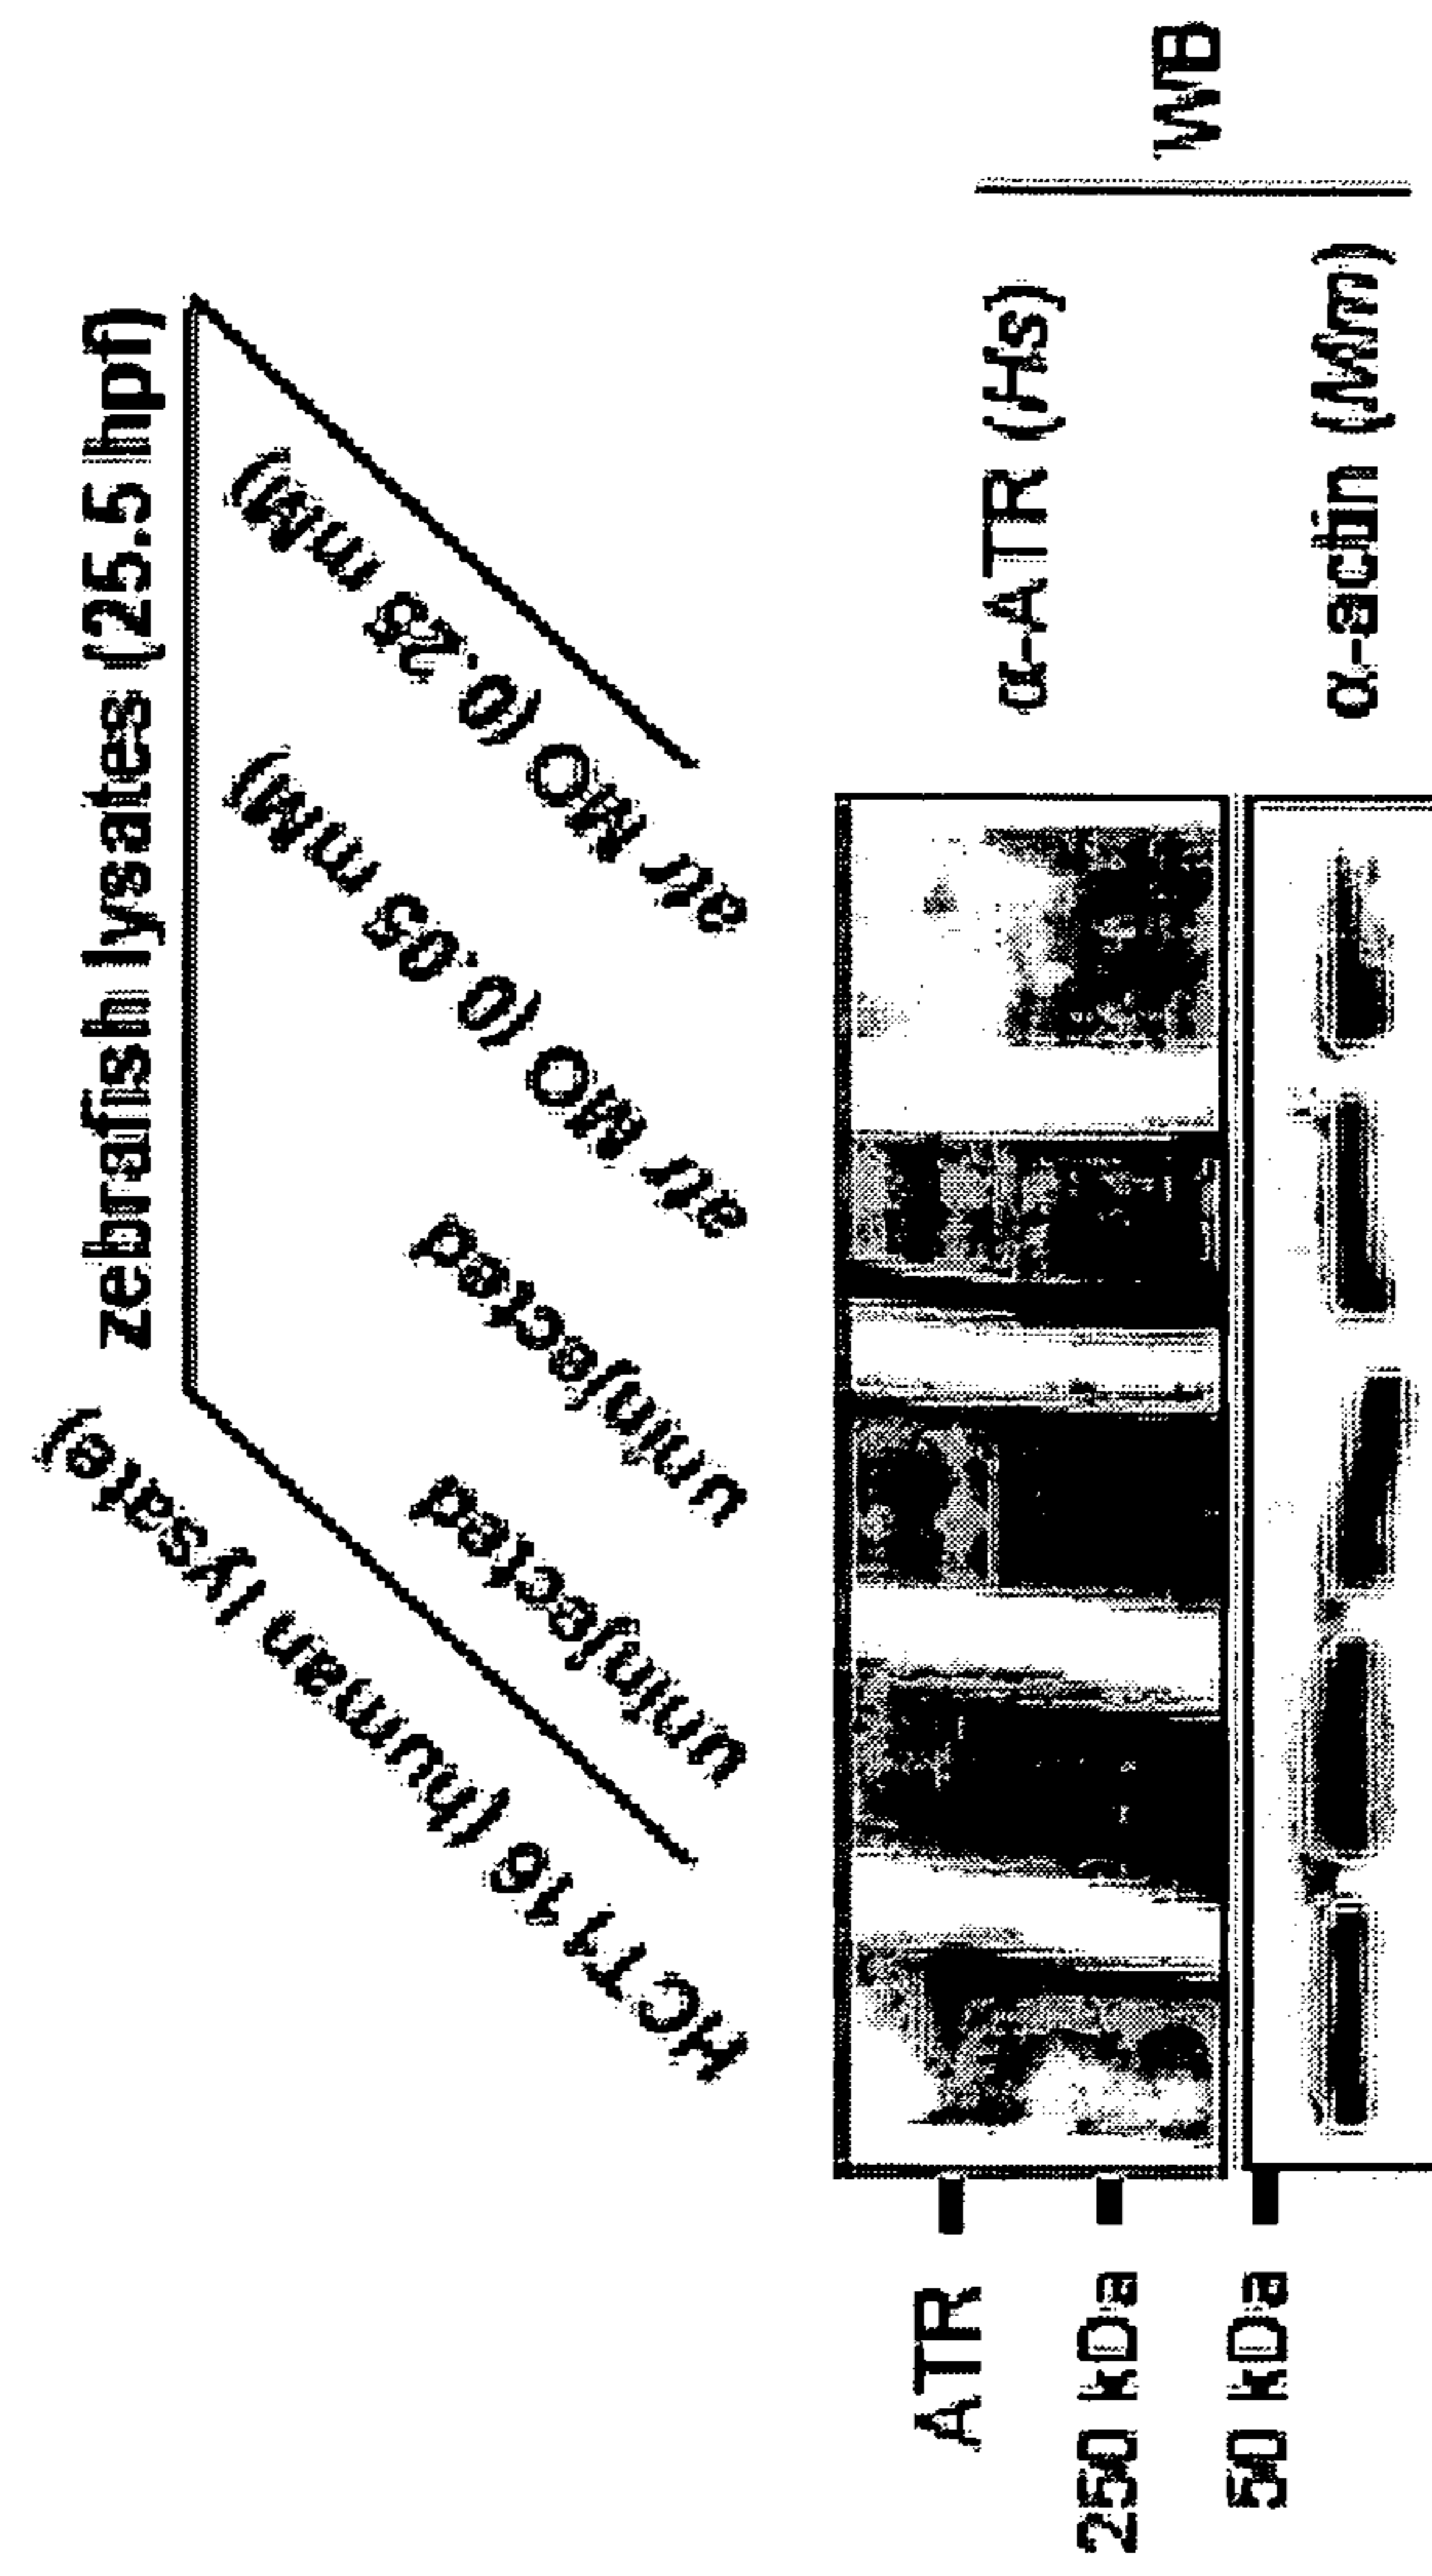 zebrafish lysates (25.5 hpf)
HCT116 (human lysate)
uninjected
uninjected
atr MO (0.05 mM)
atr MO (0.25 mM)
ATR
250 kDa
50 kDa
α-ATR (Hs)
α-actin (Mm)
WB